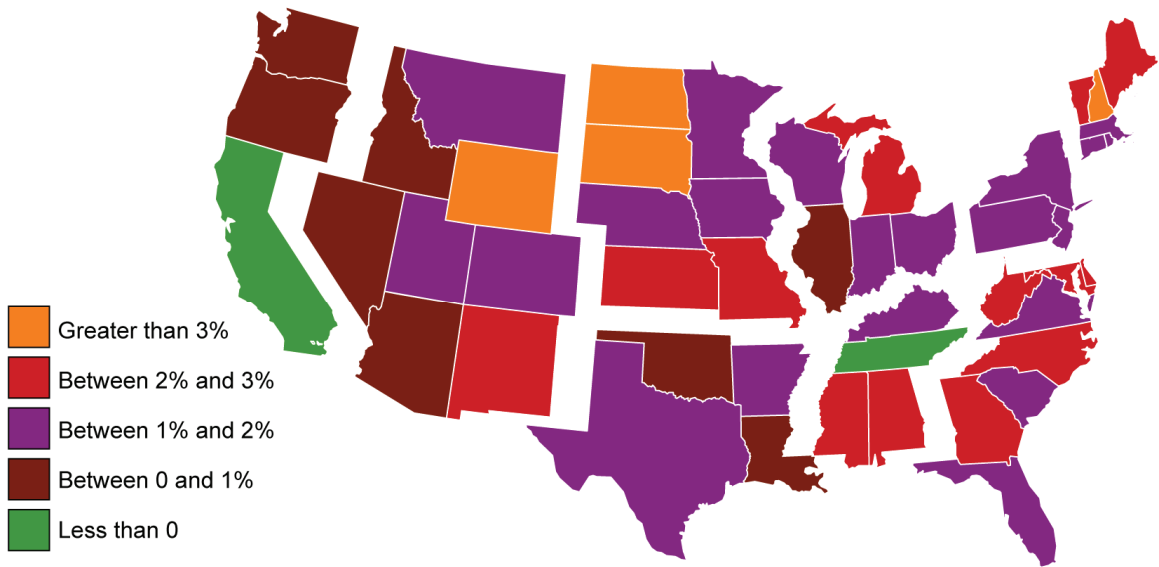 Greater than 3%
Between 2% and 3%
Between 1% and 2%
Between 0 and 1%
Less than 0